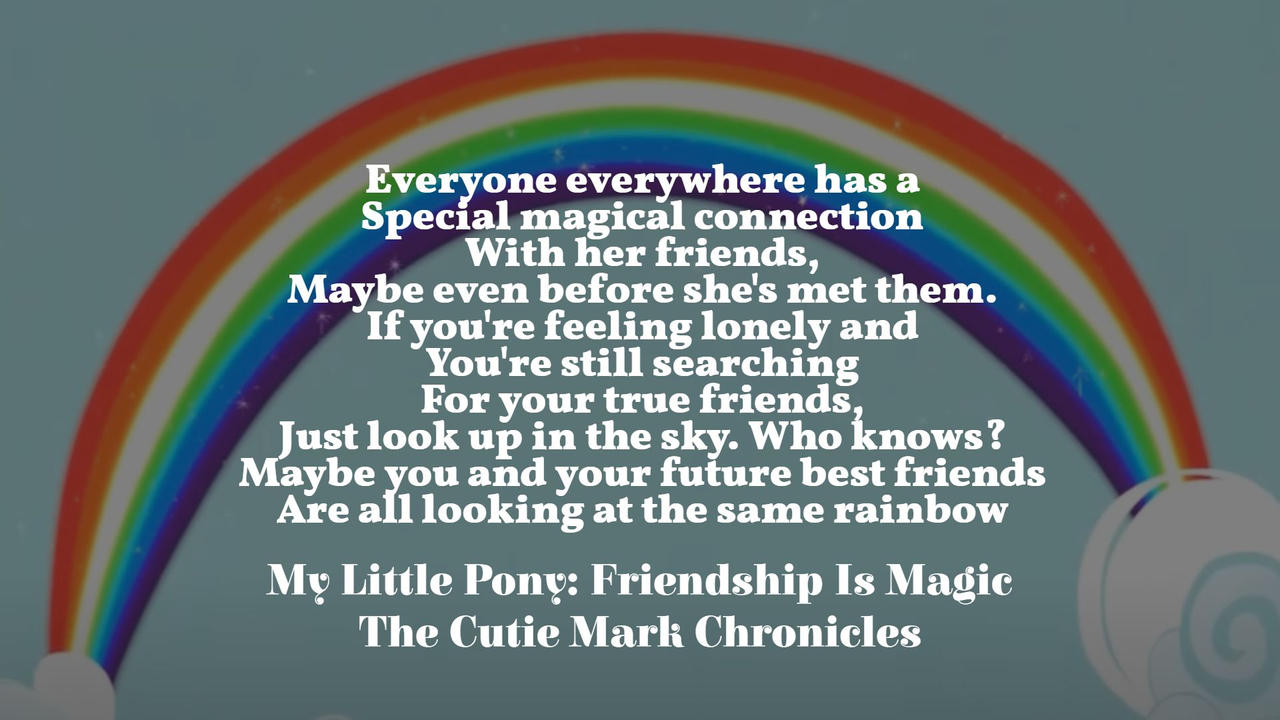 Everyone everywhere has a
Special magical connection
With her friends,
Maybe even before she's met them.
If you're feeling lonely and
You're still searching
For your true friends,
Just look up in the sky. Who knows?
Maybe you and your future best friends
Are all looking at the same rainbow
My Little Pony: Friendship Is Magic
The Cutie Mark Chronicles